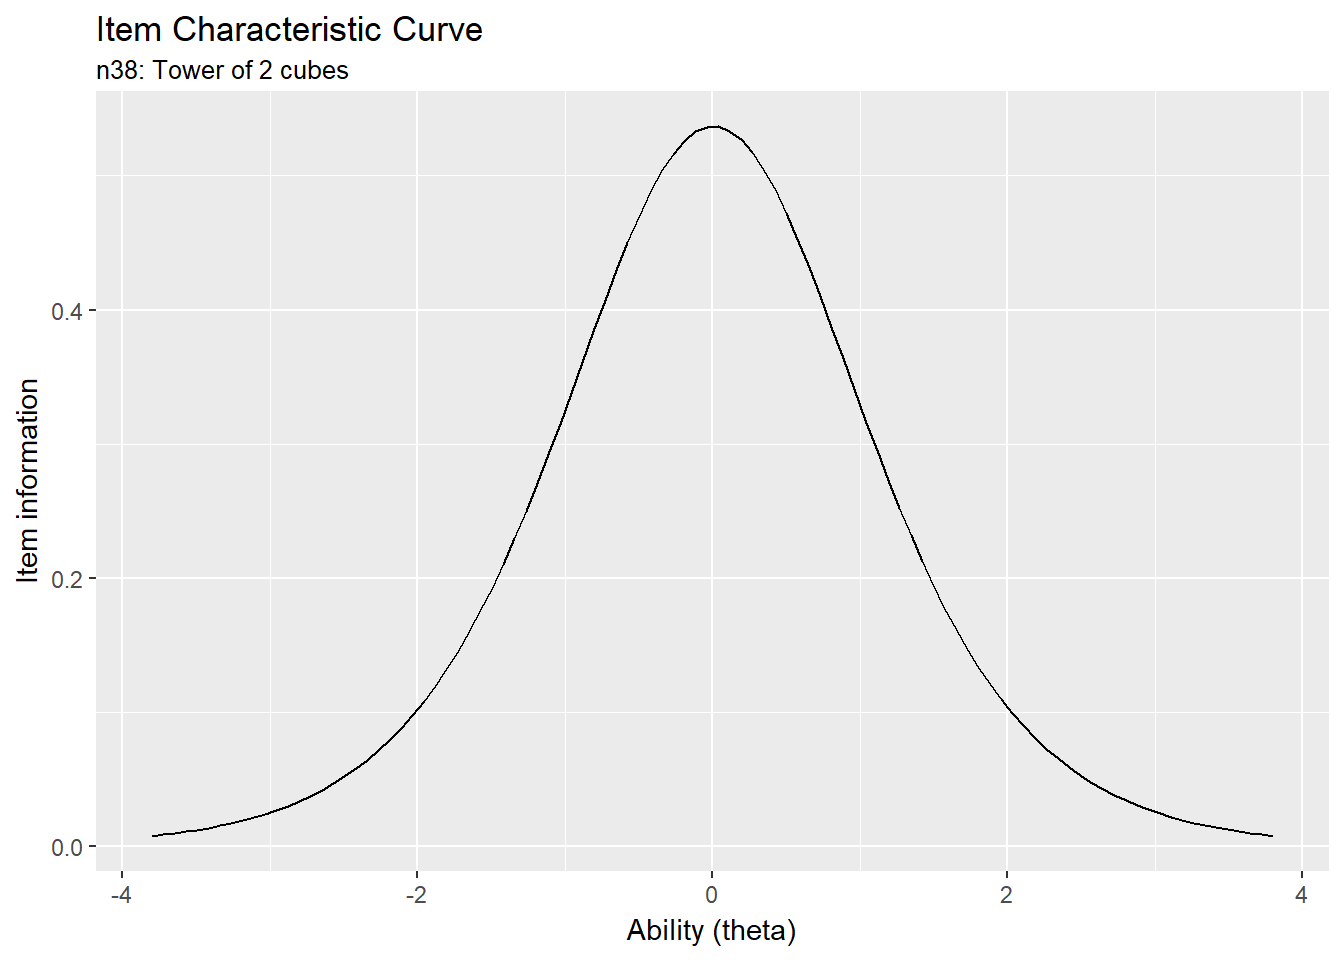 Item Characteristic Curve
n38: Tower of 2 cubes
Item information
0.4
0.2
0.0
-4
-2
0
2
4
Ability (theta)